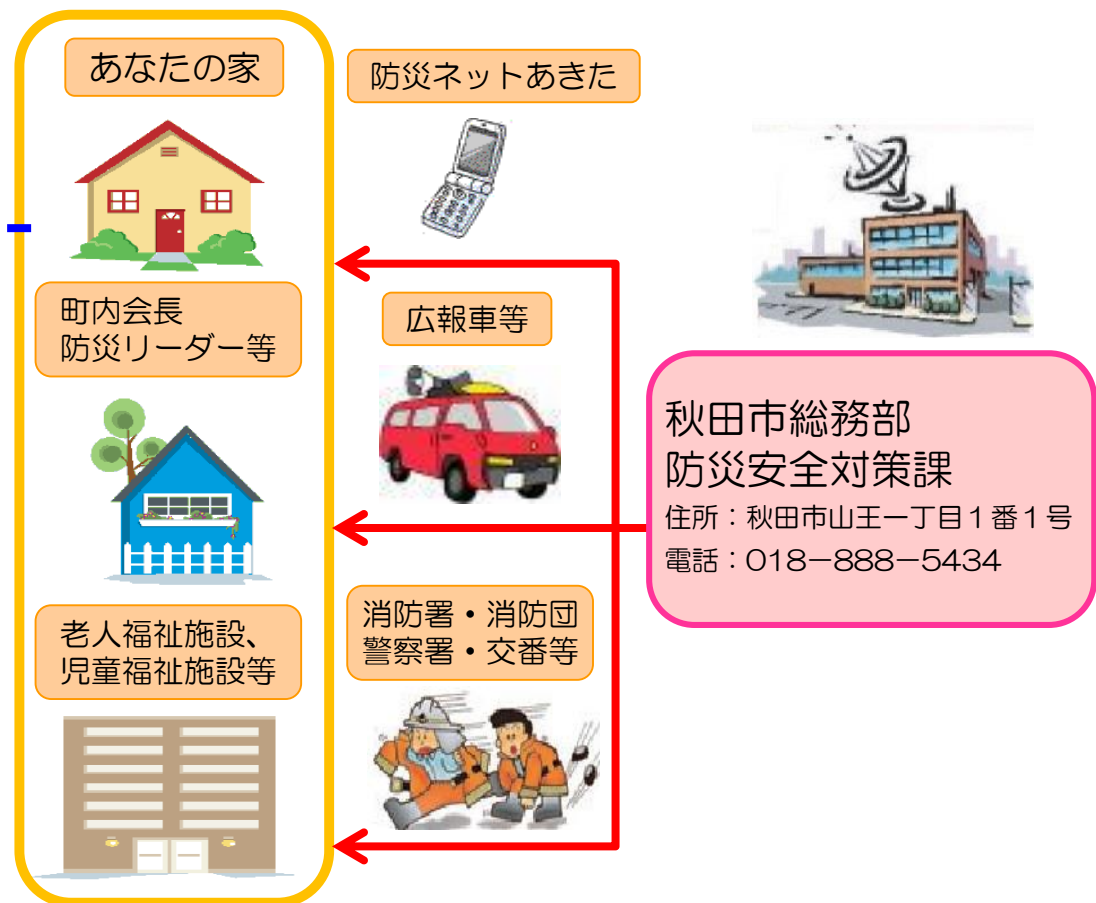 あなたの家
町内会長
防災リーダー等
老人福祉施設、
児童福祉施設等
防災ネットあきた
広報車等
消防署・消防団
警察署・交番等
秋田市総務部
防災安全対策課
住所：秋田市山王一丁目１番１号
電話：018－888－5434